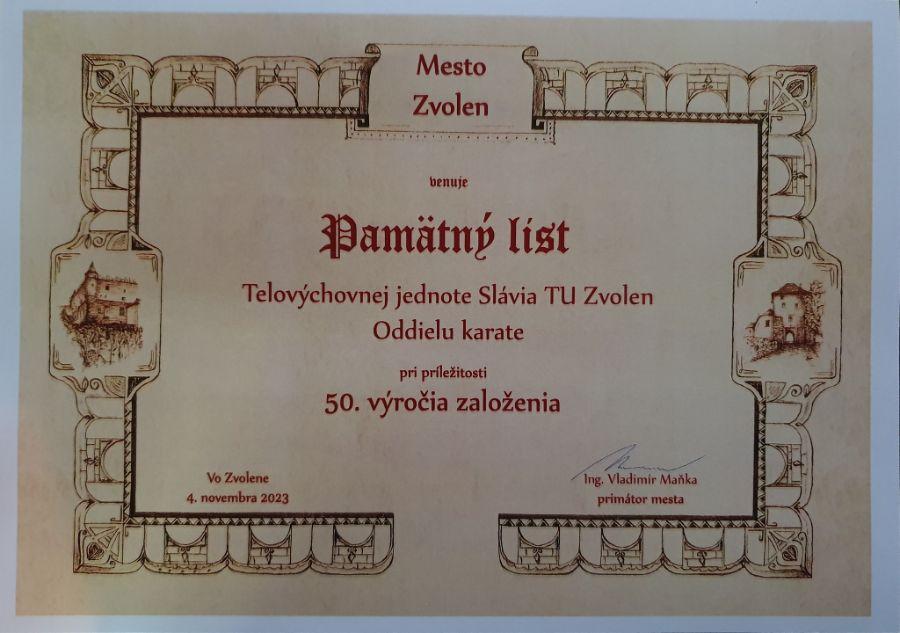 Mesto
Zvolen
venuje
Pamätný list
Telovýchovnej jednote Slávia TU Zvolen
Oddielu karate
pri príležitosti
50. výročia založenia
Vo Zvolene
4. novembra 2023
Ing. Vladimír Maňka
primátor mesta